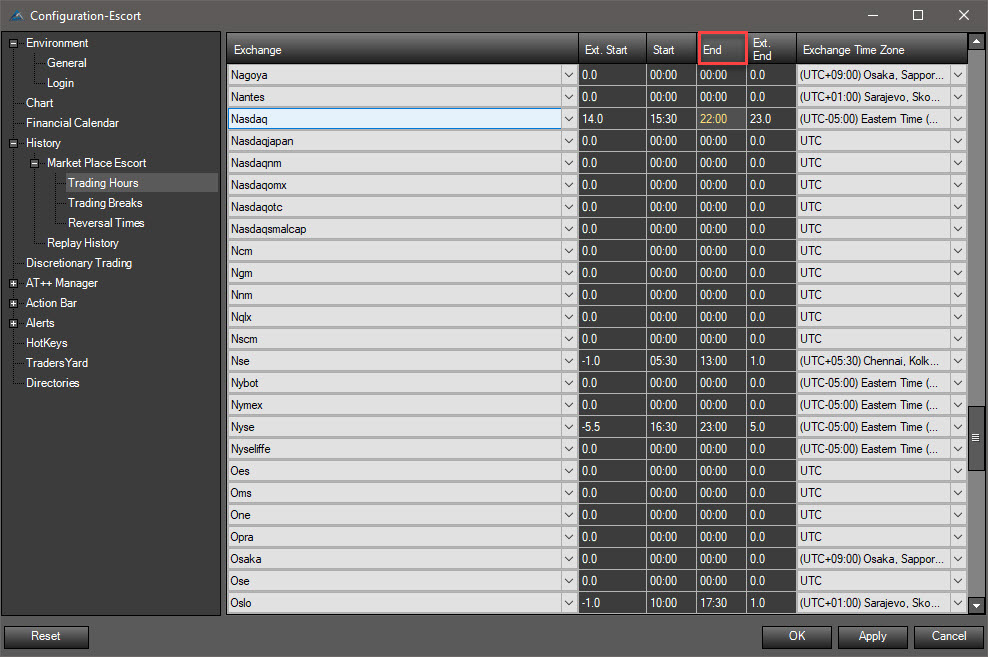 Configuration-Escort
Environment
General
Login
Chart
Financial Calendar
History
Market Place Escort
Trading Hours
Trading Breaks
Reversal Times
Replay History
Discretionary Trading
AT++ Manager
Action Bar
Alerts
HotKeys
TradersYard
Directories
Exchange Ext. Start Start End Ext. End Exchange Time Zone
Nagoya 0.0 00:00 00:00 0.0 (UTC+09:00) Osaka, Sappor...
Nantes 0.0 00:00 00:00 0.0 (UTC+01:00) Sarajevo, Sko...
Nasdaq 14.0 15:30 22:00 23.0 (UTC-05:00) Eastern Time (...
Nasdaqjapan 0.0 00:00 00:00 0.0 UTC
Nasdaqnm 0.0 00:00 00:00 0.0 UTC
Nasdaqomx 0.0 00:00 00:00 0.0 UTC
Nasdaqotc 0.0 00:00 00:00 0.0 UTC
Nasdaqsmalcap 0.0 00:00 00:00 0.0 UTC
Ncm 0.0 00:00 00:00 0.0 UTC
Ngm 0.0 00:00 00:00 0.0 UTC
Nnm 0.0 00:00 00:00 0.0 UTC
Nqlx 0.0 00:00 00:00 0.0 UTC
Nscm 0.0 00:00 00:00 0.0 UTC
Nse -1.0 05:30 13:00 1.0 (UTC+05:30) Chennai, Kolk...
Nybot 0.0 00:00 00:00 0.0 (UTC-05:00) Eastern Time (...
Nymex 0.0 00:00 00:00 0.0 (UTC-05:00) Eastern Time (...
Nyse -5.5 16:30 23:00 5.0 (UTC-05:00) Eastern Time (...
Nyseliffe 0.0 00:00 00:00 0.0 (UTC-05:00) Eastern Time (...
Oes 0.0 00:00 00:00 0.0 UTC
Oms 0.0 00:00 00:00 0.0 UTC
One 0.0 00:00 00:00 0.0 UTC
Opra 0.0 00:00 00:00 0.0 UTC
Osaka 0.0 00:00 00:00 0.0 (UTC+09:00) Osaka, Sappor...
Ose 0.0 00:00 00:00 0.0 UTC
Oslo -1.0 10:00 17:30 1.0 (UTC+01:00) Sarajevo, Sko...
Reset OK Apply Cancel